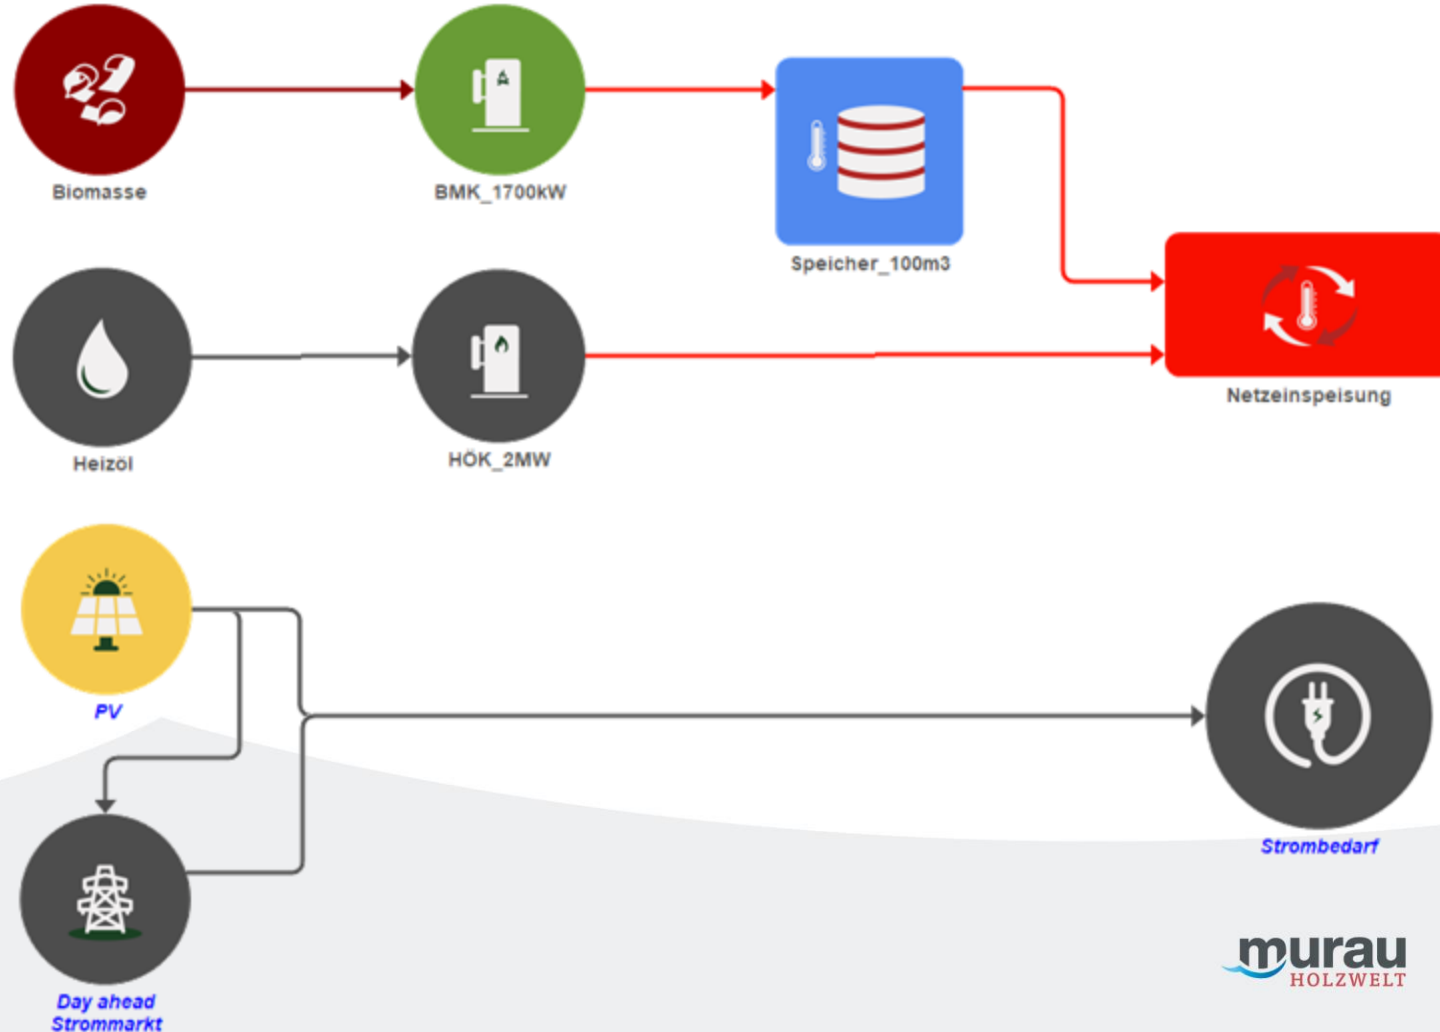 Biomasse
BMK_1700kW
Speicher_100m3
Netzeinspeisung
Heizöl
HÖK_2MW
PV
Strombedarf
Day ahead
Strommarkt
murau
HOLZWELT